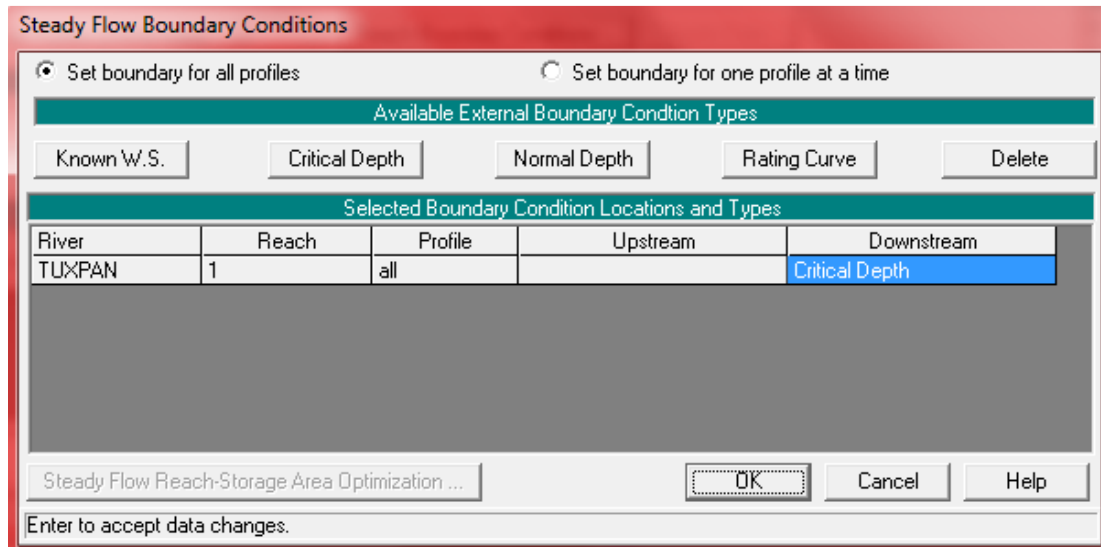 Steady Flow Boundary Conditions
Set boundary for all profiles Set boundary for one profile at a time
Available External Boundary Condtion Types
Known W.S. Critical Depth Normal Depth Rating Curve Delete
Selected Boundary Condition Locations and Types
River Reach Profile Upstream Downstream
TUXPAN 1 all Critical Depth
Steady Flow Reach-Storage Area Optimization ... OK Cancel Help
Enter to accept data changes.